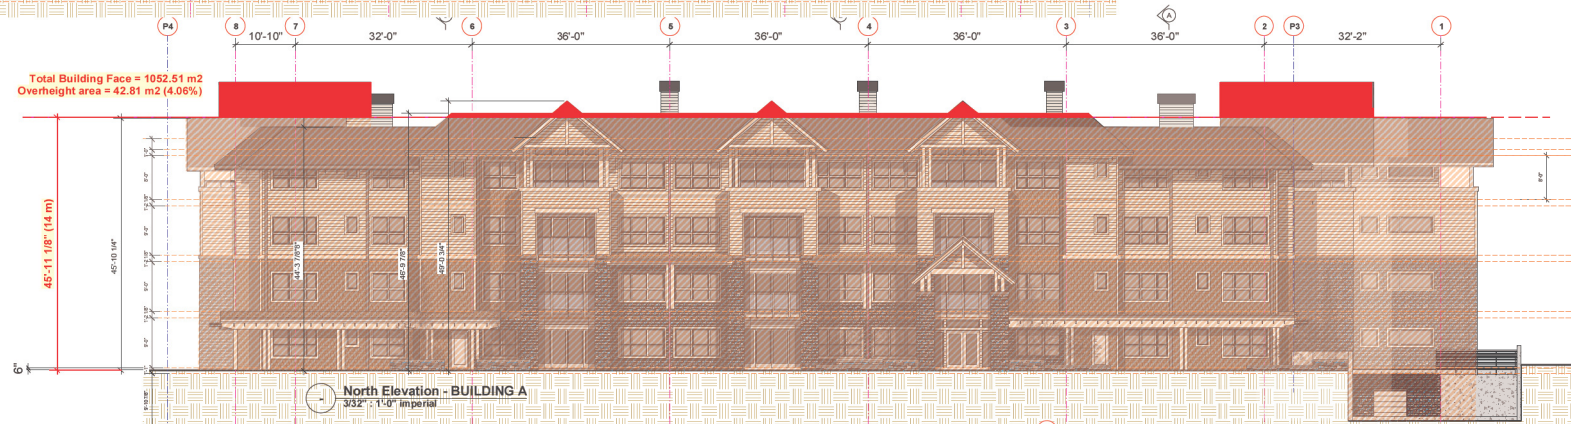 P4 8 7 6 5 4 3 A 2 P3 1
10'-10" 32'-0" 36'-0" 36'-0" 36'-0" 36'-0" 32'-2"
Total Building Face = 1052.51 m2
Overheight area = 42.81 m2 (4.06%)
45'-11 1/8" (14 m)
45'-10 1/4"
44'-3 7/8"
46'-9 7/8"
49'-0 3/4"
6"
North Elevation - BUILDING A
3/32" : 1'-0" imperial